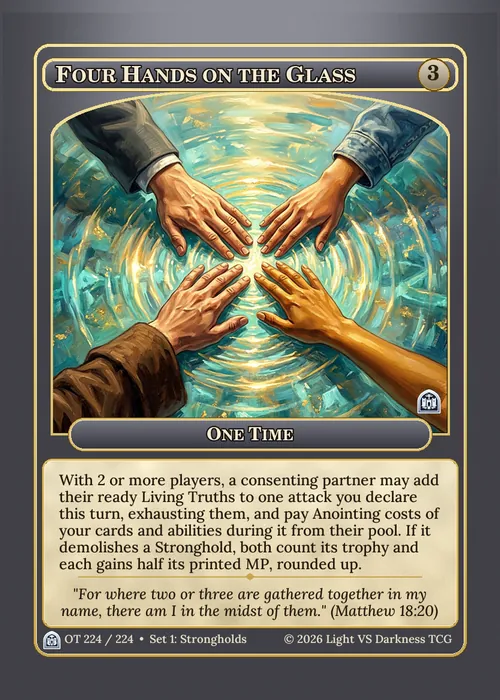 FOUR HANDS ON THE GLASS
3
ONE TIME
With 2 or more players, a consenting partner may add
their ready Living Truths to one attack you declare
this turn, exhausting them, and pay Anointing costs of
your cards and abilities during it from their pool. If it
demolishes a Stronghold, both count its trophy and
each gains half its printed MP, rounded up.
"For where two or three are gathered together in my
name, there am I in the midst of them." (Matthew 18:20)
OT 224 / 224 • Set 1: Strongholds
© 2026 Light VS Darkness TCG